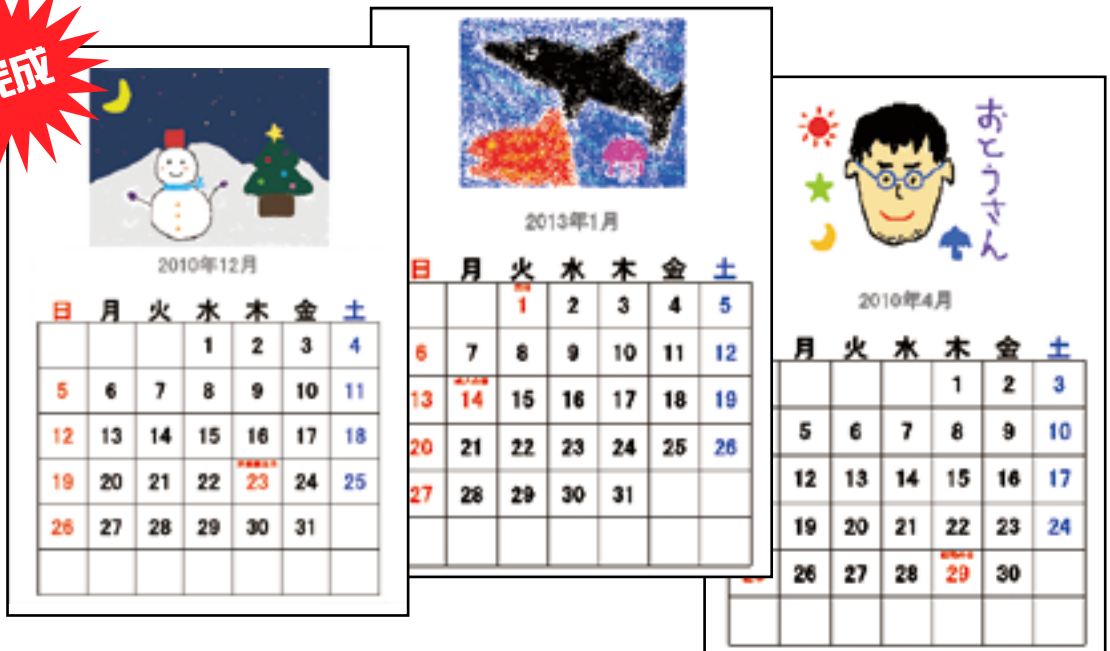 完成
2010年12月
日 月 火 水 木 金 土
1 2 3 4
5 6 7 8 9 10 11
12 13 14 15 16 17 18
19 20 21 22 23 24 25
26 27 28 29 30 31
2013年1月
日 月 火 水 木 金 土
1 2 3 4 5
6 7 8 9 10 11 12
13 14 15 16 17 18 19
20 21 22 23 24 25 26
27 28 29 30 31
おとうさん
2010年4月
月 火 水 木 金 土
1 2 3
5 6 7 8 9 10
12 13 14 15 16 17
19 20 21 22 23 24
26 27 28 29 30